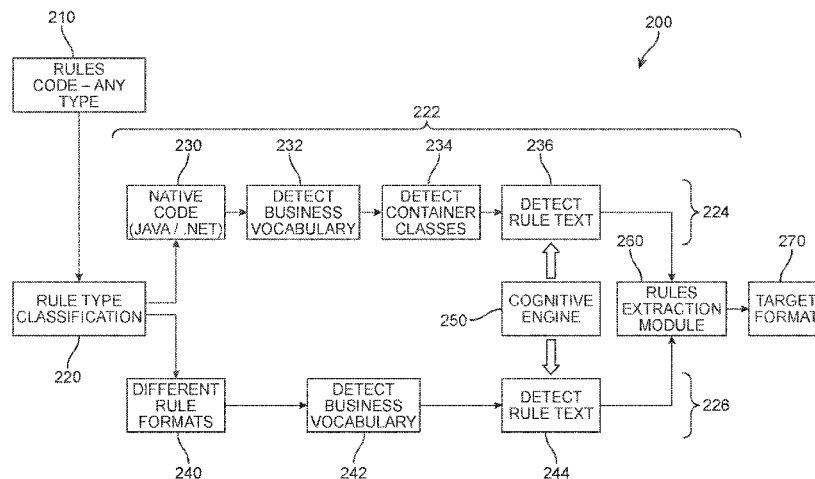 210
200
RULES
CODE – ANY
TYPE
222
230
232
234
236
NATIVE
CODE
(JAVA / .NET)
DETECT
BUSINESS
VOCABULARY
DETECT
CONTAINER
CLASSES
DETECT
RULE TEXT
224
260
270
RULE TYPE
CLASSIFICATION
250
COGNITIVE
ENGINE
RULES
EXTRACTION
MODULE
TARGET
FORMAT
220
DIFFERENT
RULE
FORMATS
DETECT
BUSINESS
VOCABULARY
DETECT
RULE TEXT
226
240
242
244